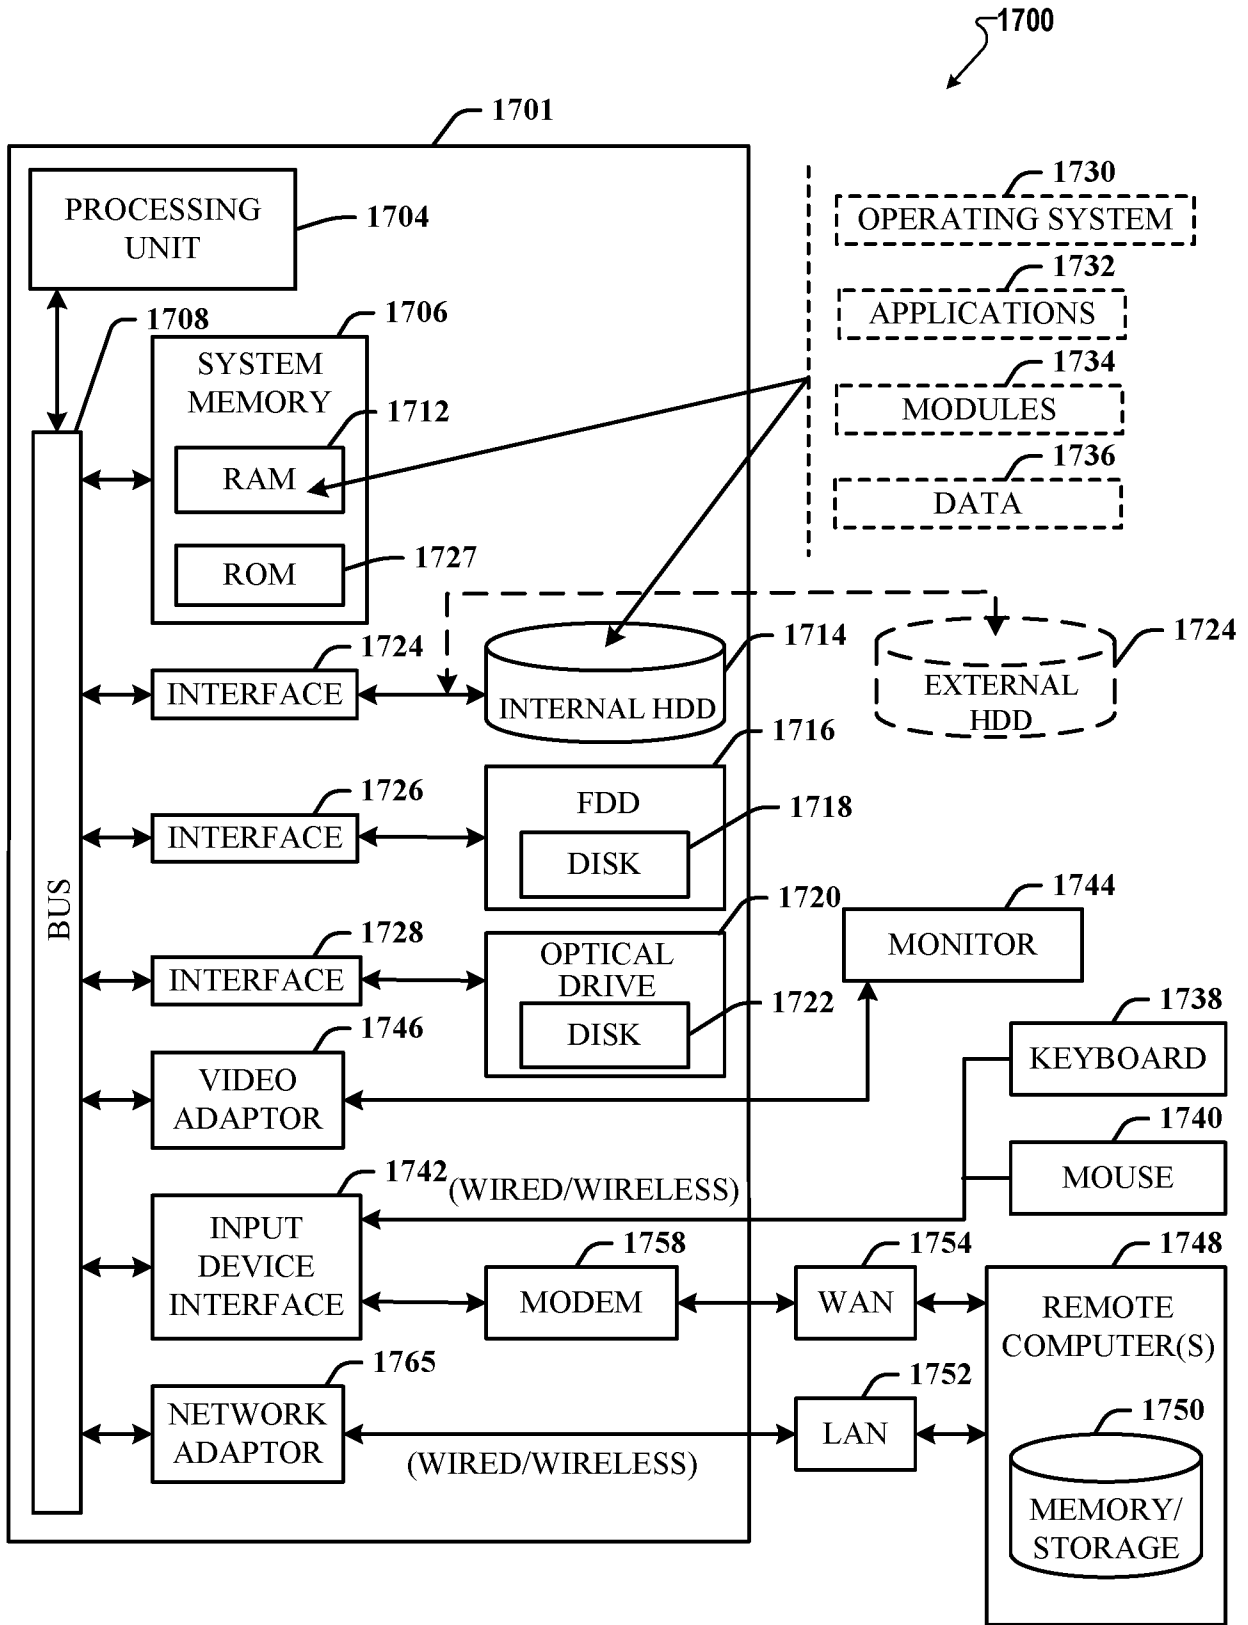 1700
1701
PROCESSING
UNIT
1704
1708
1706
SYSTEM
MEMORY
1712
RAM
1727
ROM
1730
OPERATING SYSTEM
1732
APPLICATIONS
1734
MODULES
1736
DATA
1724
INTERFACE
1714
INTERNAL HDD
1724
EXTERNAL
HDD
1726
INTERFACE
1716
FDD
1718
DISK
BUS
1728
INTERFACE
1720
OPTICAL
DRIVE
1722
DISK
1744
MONITOR
1746
VIDEO
ADAPTOR
1738
KEYBOARD
1740
MOUSE
1742
(WIRED/WIRELESS)
INPUT
DEVICE
INTERFACE
1758
MODEM
1754
WAN
1748
REMOTE
COMPUTER(S)
1765
NETWORK
ADAPTOR
(WIRED/WIRELESS)
1752
LAN
1750
MEMORY/
STORAGE